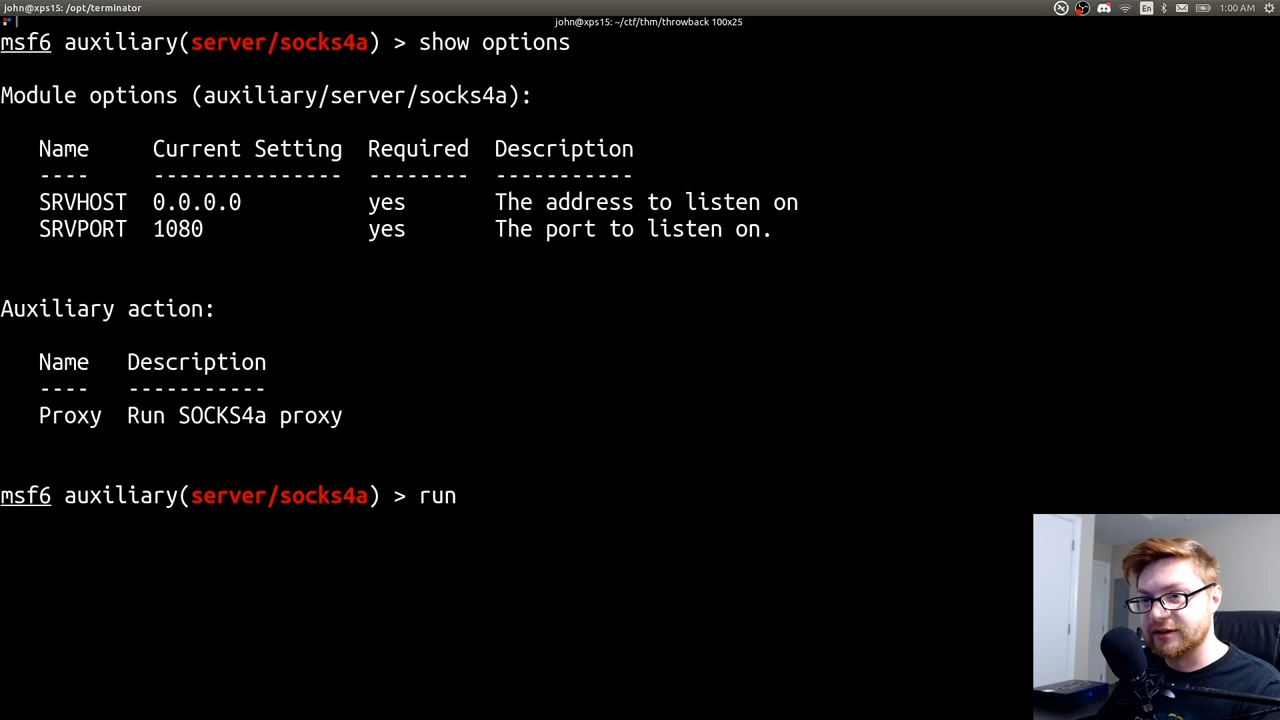 john@xps15: /opt/terminator
En
1:00 AM
john@xps15: ~/ctf/thm/throwback 100x25
msf6 auxiliary(server/socks4a) > show options
Module options (auxiliary/server/socks4a):
Name Current Setting Required Description
---- --------------- -------- -----------
SRVHOST 0.0.0.0 yes The address to listen on
SRVPORT 1080 yes The port to listen on.
Auxiliary action:
Name Description
---- -----------
Proxy Run SOCKS4a proxy
msf6 auxiliary(server/socks4a) > run